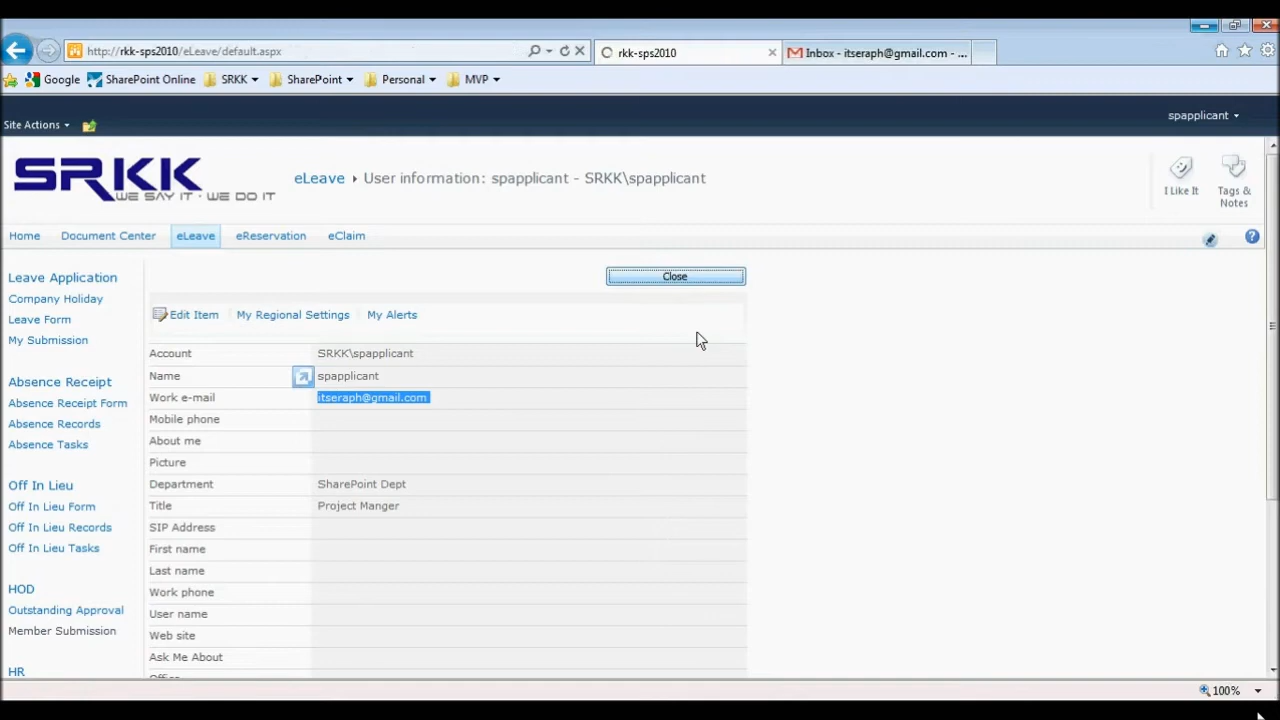 http://rkk-sps2010/eLeave/default.aspx
rkk-sps2010
Inbox - itseraph@gmail.com - ...
Google
SharePoint Online
SRKK
SharePoint
Personal
MVP
Site Actions
spapplicant
SRKK
WE SAY IT · WE DO IT
eLeave
User information: spapplicant - SRKK\spapplicant
I Like It
Tags &
Notes
Home
Document Center
eLeave
eReservation
eClaim
Leave Application
Company Holiday
Leave Form
My Submission
Absence Receipt
Absence Receipt Form
Absence Records
Absence Tasks
Off In Lieu
Off In Lieu Form
Off In Lieu Records
Off In Lieu Tasks
HOD
Outstanding Approval
Member Submission
HR
Close
Edit Item
My Regional Settings
My Alerts
Account SRKK\spapplicant
Name spapplicant
Work e-mail itseraph@gmail.com
Mobile phone
About me
Picture
Department SharePoint Dept
Title Project Manger
SIP Address
First name
Last name
Work phone
User name
Web site
Ask Me About
Office
100%